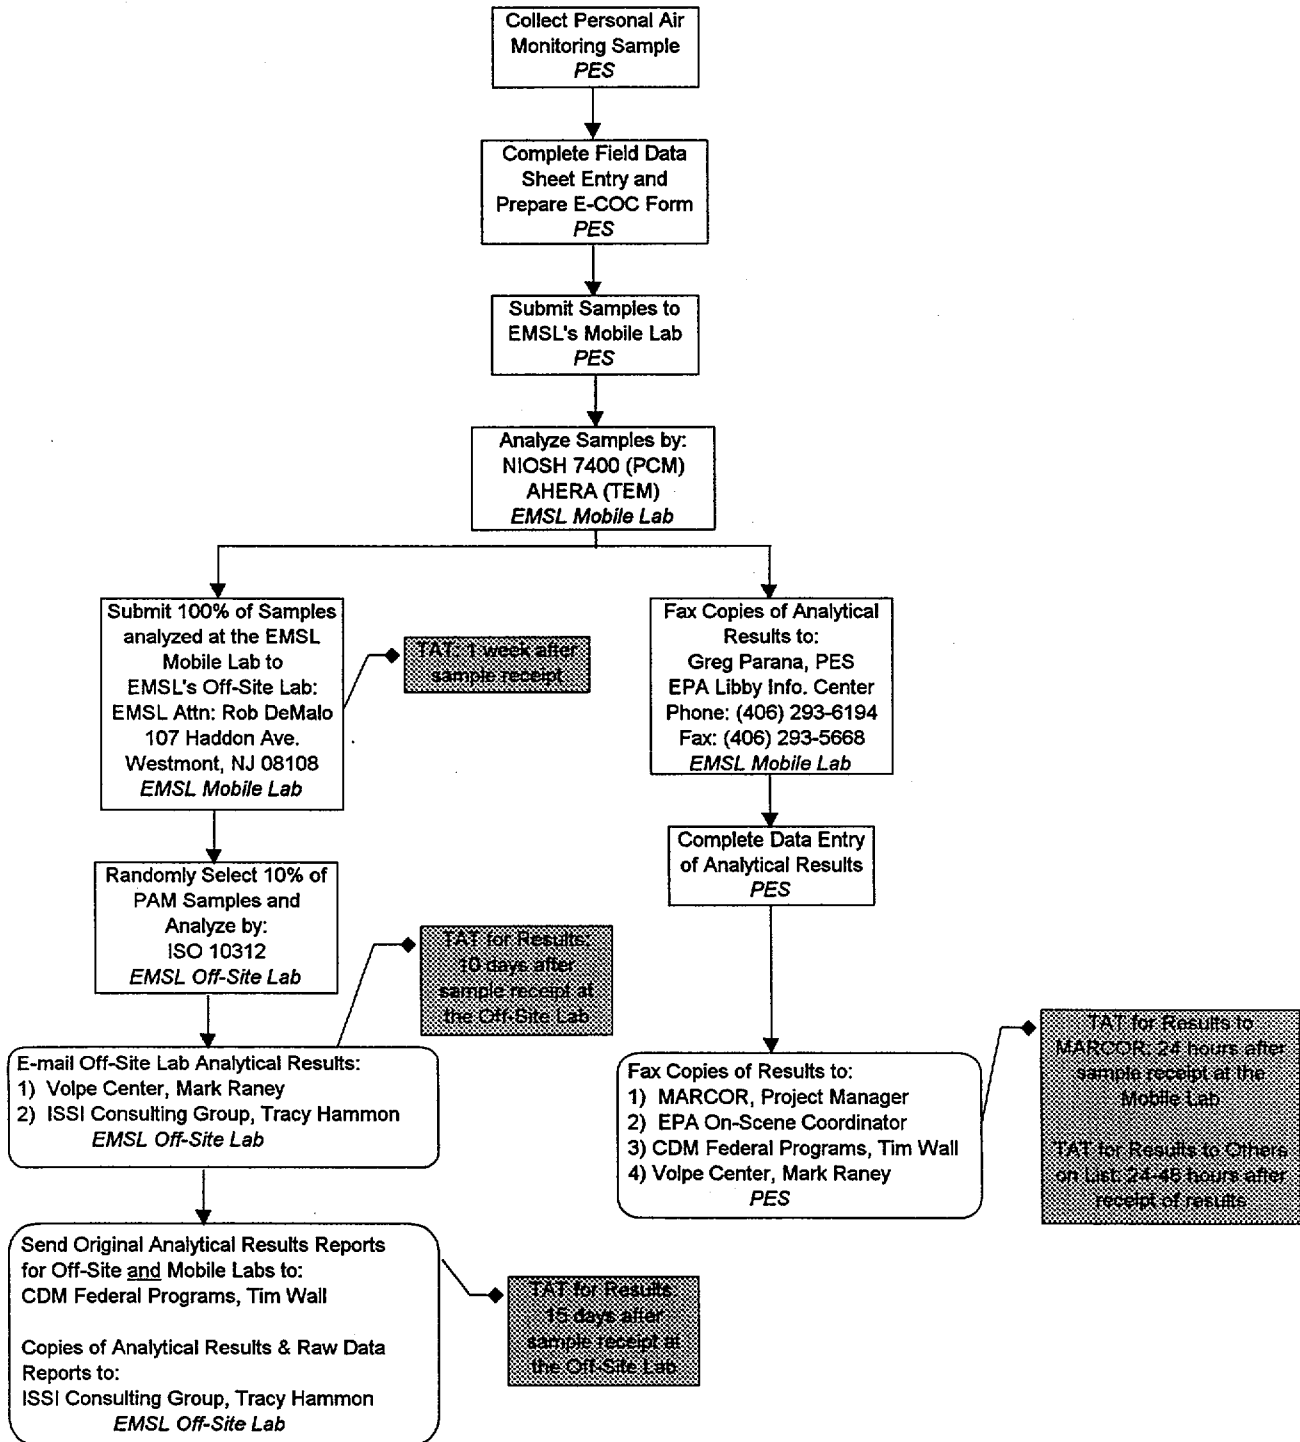 Collect Personal Air
Monitoring Sample
PES
Complete Field Data
Sheet Entry and
Prepare E-COC Form
PES
Submit Samples to
EMSL's Mobile Lab
PES
Analyze Samples by:
NIOSH 7400 (PCM)
AHERA (TEM)
EMSL Mobile Lab
Submit 100% of Samples
analyzed at the EMSL
Mobile Lab to
EMSL's Off-Site Lab:
EMSL Attn: Rob DeMalo
107 Haddon Ave.
Westmont, NJ 08108
EMSL Mobile Lab
TAT: 1 week after
sample receipt
Fax Copies of Analytical
Results to:
Greg Parana, PES
EPA Libby Info. Center
Phone: (406) 293-6194
Fax: (406) 293-5668
EMSL Mobile Lab
Complete Data Entry
of Analytical Results
PES
Randomly Select 10% of
PAM Samples and
Analyze by:
ISO 10312
EMSL Off-Site Lab
TAT for Results:
10 days after
sample receipt at
the Off-Site Lab
E-mail Off-Site Lab Analytical Results:
1) Volpe Center, Mark Raney
2) ISSI Consulting Group, Tracy Hammon
EMSL Off-Site Lab
Fax Copies of Results to:
1) MARCOR, Project Manager
2) EPA On-Scene Coordinator
3) CDM Federal Programs, Tim Wall
4) Volpe Center, Mark Raney
PES
TAT for Results to
MARCOR: 24 hours after
sample receipt at the
Mobile Lab
TAT for Results to Others
on List: 24-48 hours after
receipt of results
Send Original Analytical Results Reports
for Off-Site and Mobile Labs to:
CDM Federal Programs, Tim Wall
Copies of Analytical Results & Raw Data
Reports to:
ISSI Consulting Group, Tracy Hammon
EMSL Off-Site Lab
TAT for Results:
15 days after
sample receipt at
the Off-Site Lab